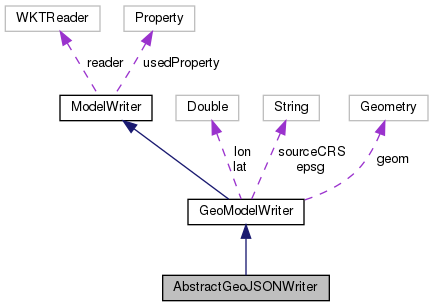 WKTReader
Property
reader
usedProperty
ModelWriter
Double
String
Geometry
lon
lat
sourceCRS
epsg
geom
GeoModelWriter
AbstractGeoJSONWriter